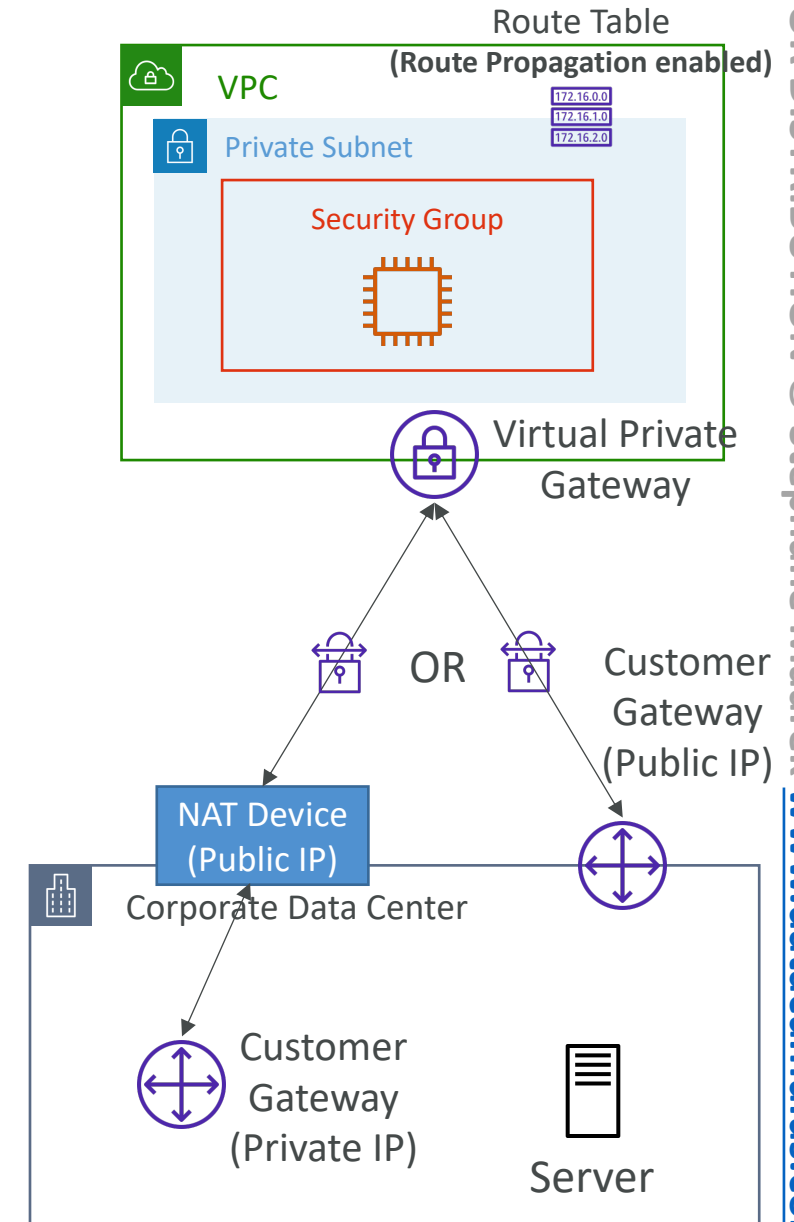 Route Table
(Route Propagation enabled)
VPC
172.16.0.0
172.16.1.0
172.16.2.0
Private Subnet
Security Group
Virtual Private
Gateway
OR
Customer
Gateway
(Public IP)
NAT Device
(Public IP)
Corporate Data Center
Customer
Gateway
(Private IP)
Server